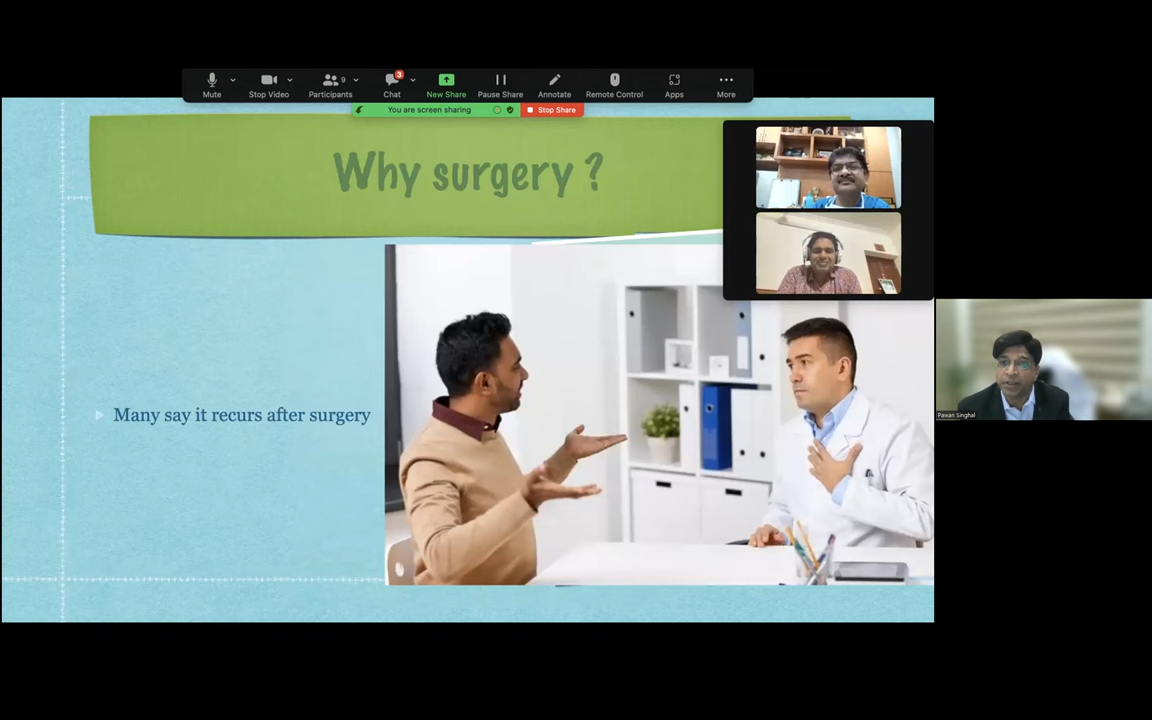 9
3
Mute
Stop Video
Participants
Chat
New Share
Pause Share
Annotate
Remote Control
Apps
More
You are screen sharing
Stop Share
Why surgery ?
Many say it recurs after surgery
Pawan Singhal